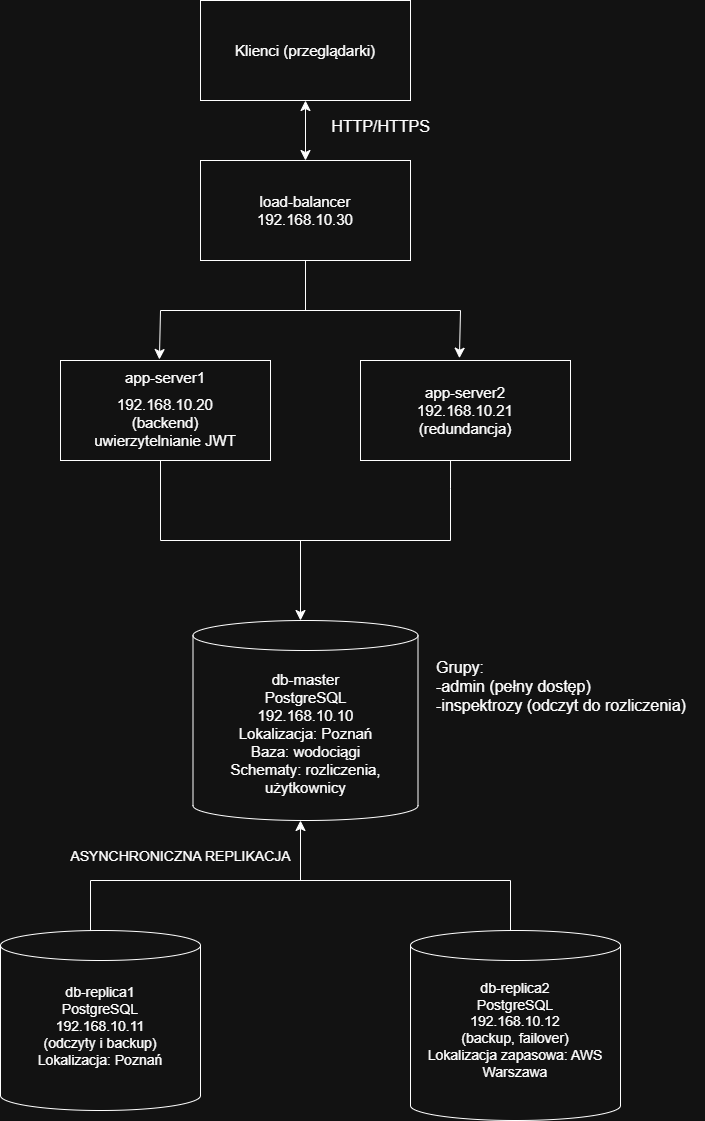 Klienci (przeglądarki)
HTTP/HTTPS
load-balancer
192.168.10.30
app-server1
192.168.10.20
(backend)
uwierzytelnianie JWT
app-server2
192.168.10.21
(redundancja)
db-master
PostgreSQL
192.168.10.10
Lokalizacja: Poznań
Baza: wodociągi
Schematy: rozliczenia,
użytkownicy
Grupy:
-admin (pełny dostęp)
-inspektrozy (odczyt do rozliczenia)
ASYNCHRONICZNA REPLIKACJA
db-replica1
PostgreSQL
192.168.10.11
(odczyty i backup)
Lokalizacja: Poznań
db-replica2
PostgreSQL
192.168.10.12
(backup, failover)
Lokalizacja zapasowa: AWS
Warszawa